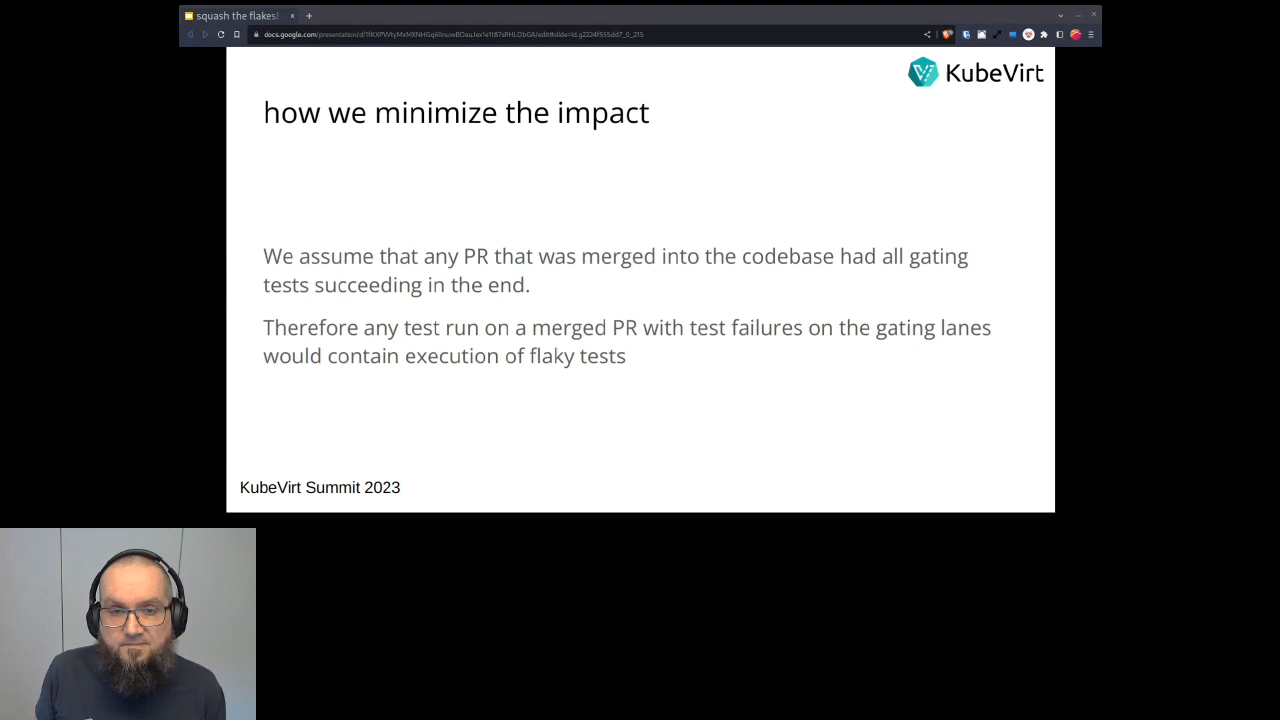 squash the flakes!
KubeVirt
how we minimize the impact
We assume that any PR that was merged into the codebase had all gating
tests succeeding in the end.
Therefore any test run on a merged PR with test failures on the gating lanes
would contain execution of flaky tests
KubeVirt Summit 2023